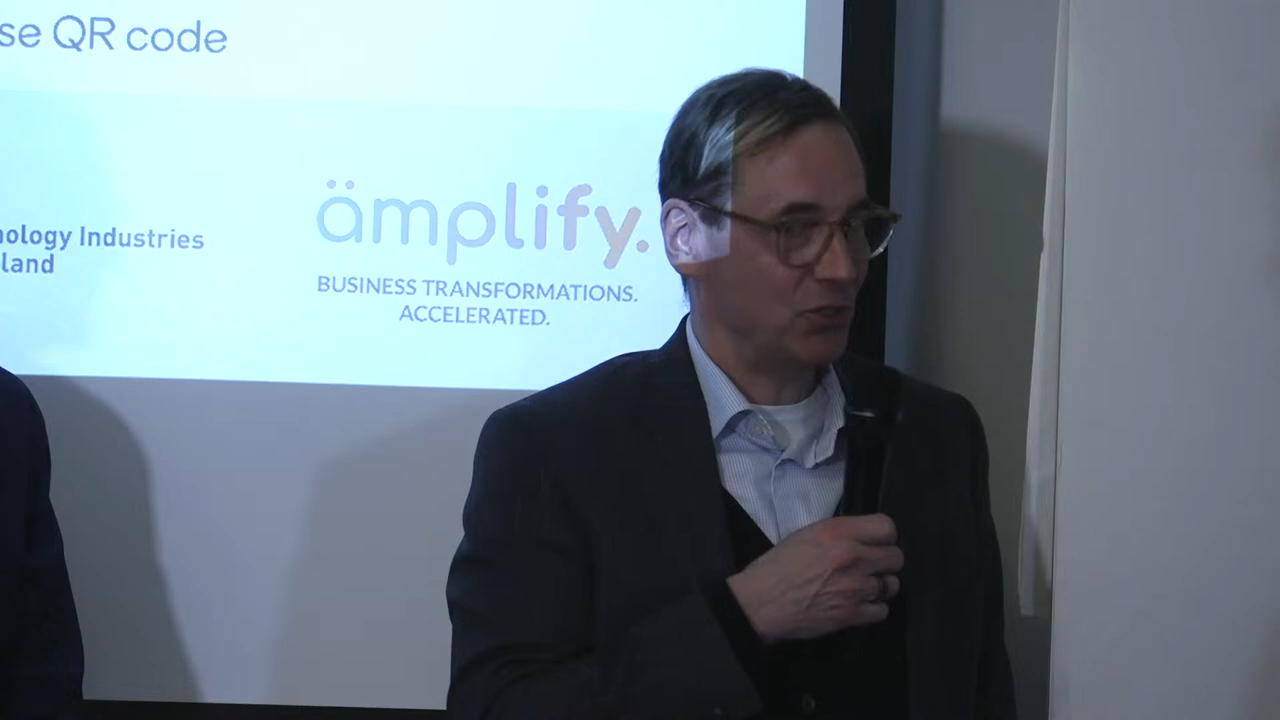 se QR code
ämplify.
nology Industries
land
BUSINESS TRANSFORMATIONS.
ACCELERATED.